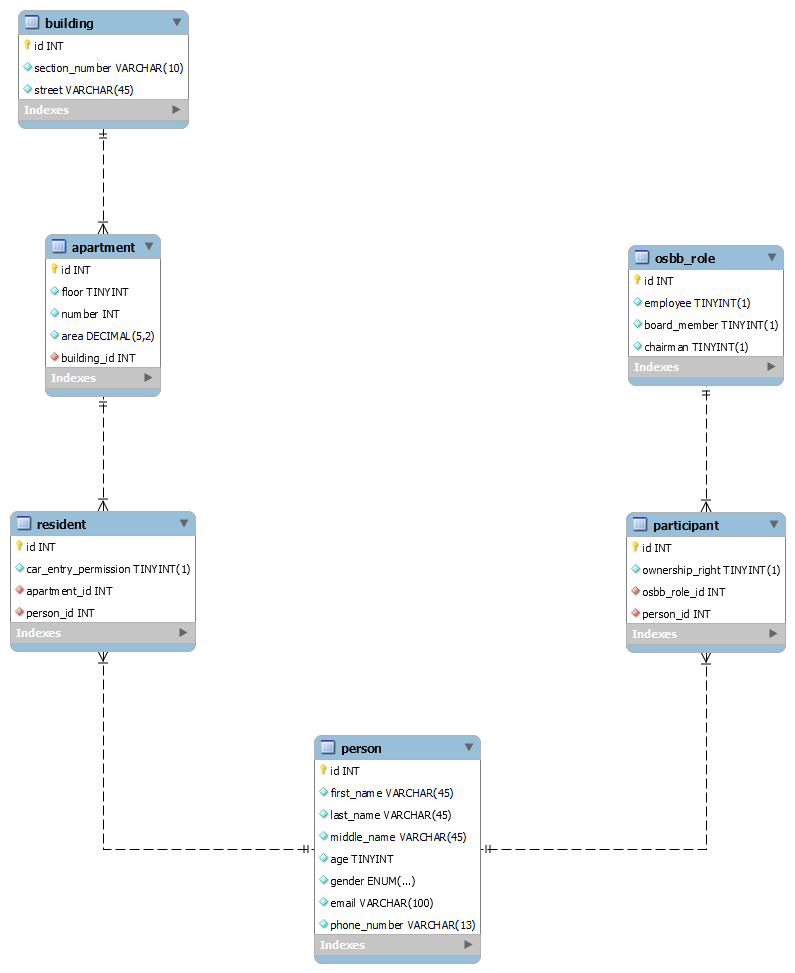 building
id INT
section_number VARCHAR(10)
street VARCHAR(45)
Indexes
apartment
id INT
floor TINYINT
number INT
area DECIMAL(5,2)
building_id INT
Indexes
osbb_role
id INT
employee TINYINT(1)
board_member TINYINT(1)
chairman TINYINT(1)
Indexes
resident
id INT
car_entry_permission TINYINT(1)
apartment_id INT
person_id INT
Indexes
participant
id INT
ownership_right TINYINT(1)
osbb_role_id INT
person_id INT
Indexes
person
id INT
first_name VARCHAR(45)
last_name VARCHAR(45)
middle_name VARCHAR(45)
age TINYINT
gender ENUM(...)
email VARCHAR(100)
phone_number VARCHAR(13)
Indexes